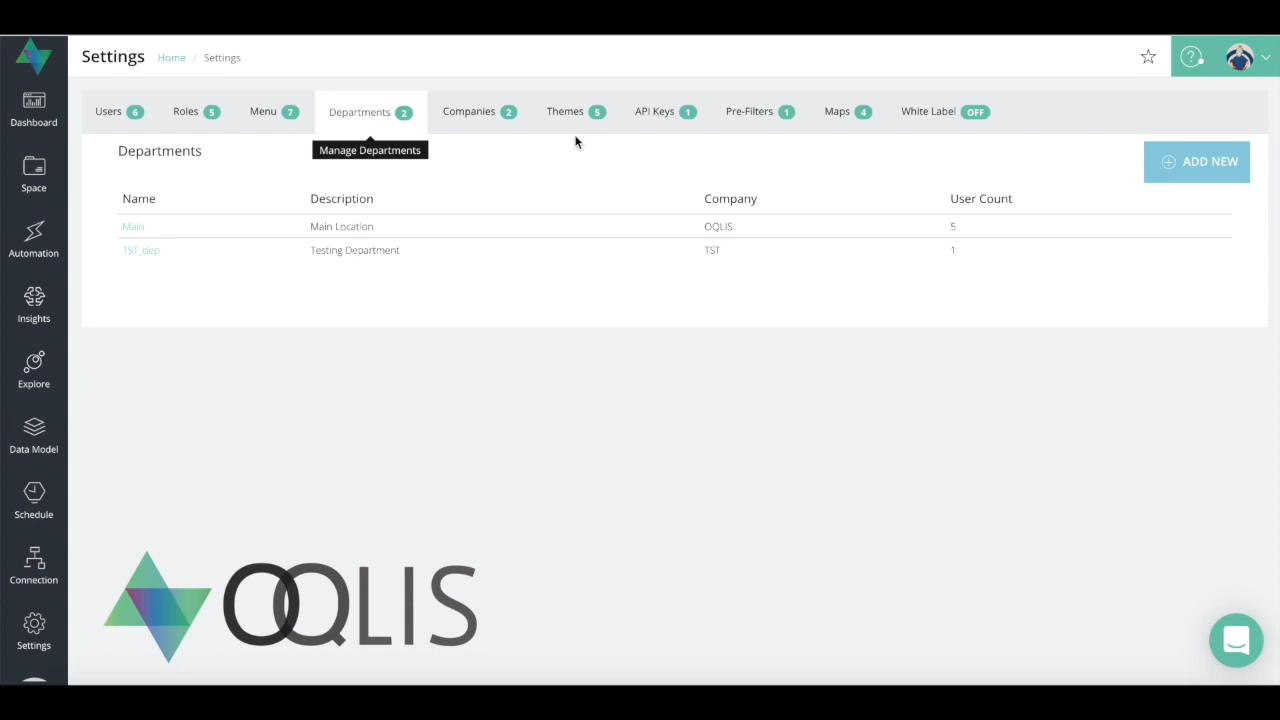 Settings Home / Settings
Dashboard
Space
Automation
Insights
Explore
Data Model
Schedule
Connection
Settings
Users 6 Roles 5 Menu 7 Departments 2 Companies 2 Themes 5 API Keys 1 Pre-Filters 1 Maps 4 White Label OFF
Manage Departments
Departments
ADD NEW
Name Description Company User Count
Main Main Location OQLIS 5
TST_dep Testing Department TST 1
OQLIS